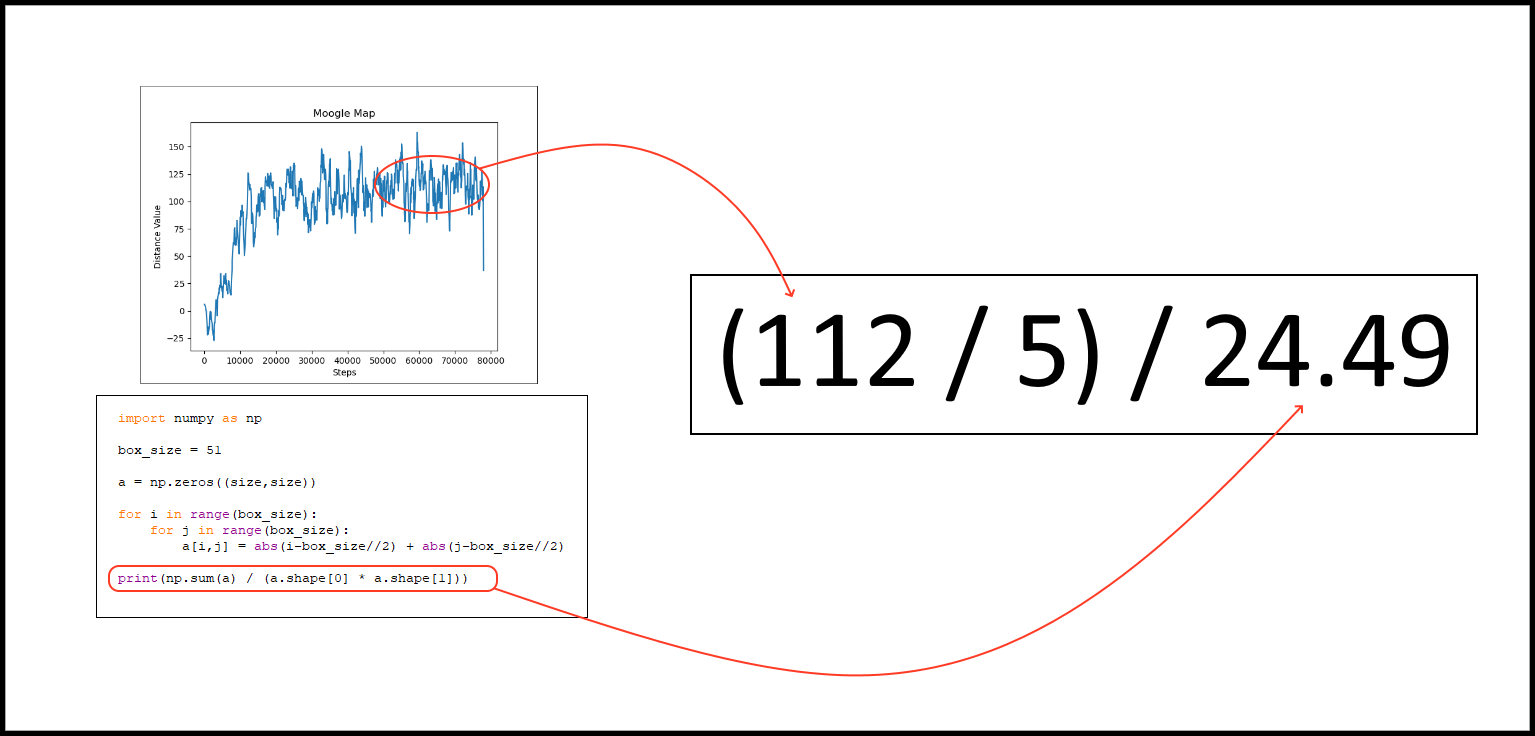 Moogle Map
150
125
100
75
50
25
0
−25
Distance Value
0 10000 20000 30000 40000 50000 60000 70000 80000
Steps
(112 / 5) / 24.49
import numpy as np
box_size = 51
a = np.zeros((size,size))
for i in range(box_size):
for j in range(box_size):
a[i,j] = abs(i-box_size//2) + abs(j-box_size//2)
print(np.sum(a) / (a.shape[0] * a.shape[1]))